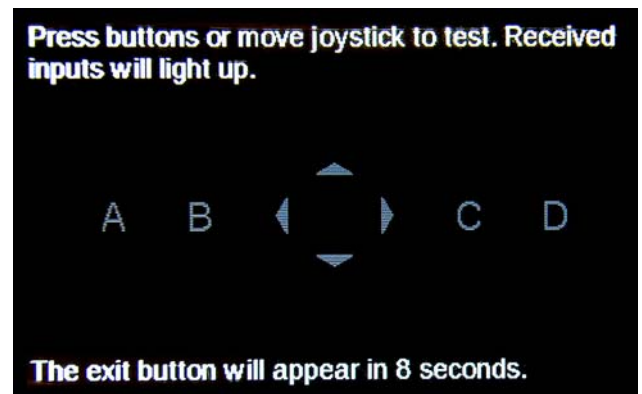 Press buttons or move joystick to test. Received
inputs will light up.
A B C D
The exit button will appear in 8 seconds.